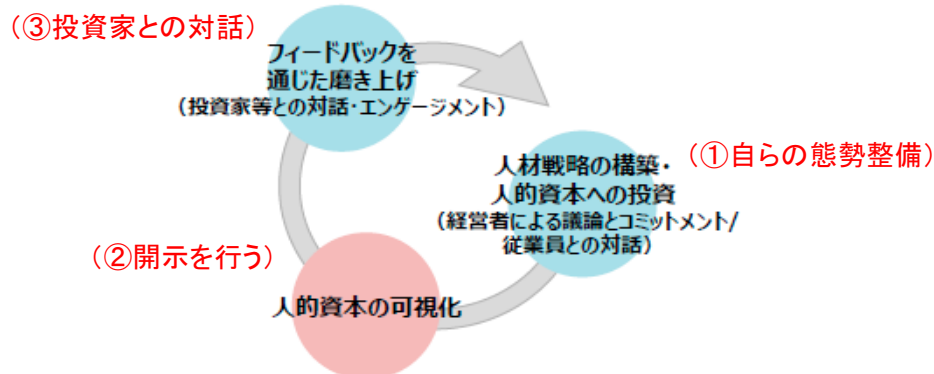 （③投資家との対話）
フィードバックを
通じた磨き上げ
（投資家等との対話・エンゲージメント）
人材戦略の構築・
人的資本への投資
（経営者による議論とコミットメント/
従業員との対話）
（①自らの態勢整備）
（②開示を行う）
人的資本の可視化